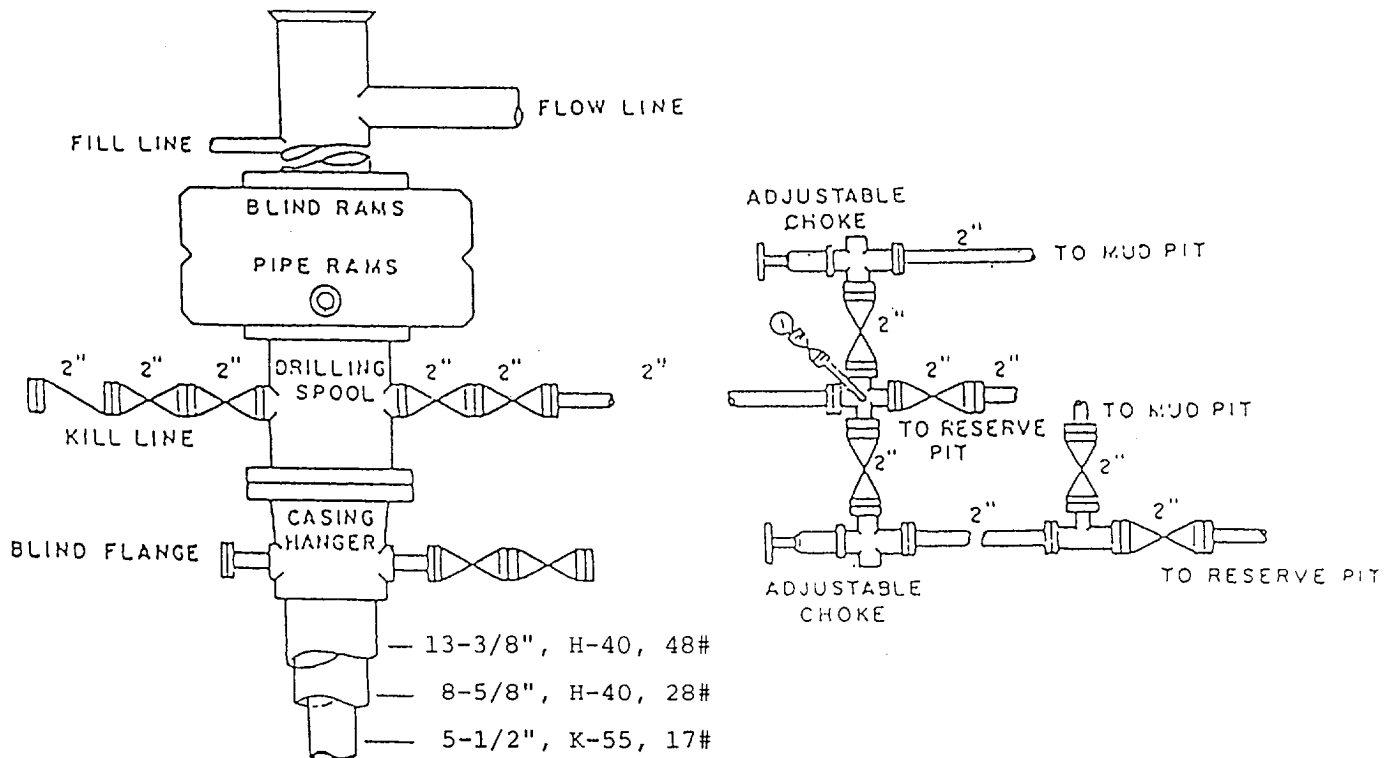 FLOW LINE
FILL LINE
BLIND RAMS
PIPE RAMS
2" 2" 2"
DRILLING
SPOOL
2" 2" 2"
KILL LINE
CASING
HANGER
BLIND FLANGE
13-3/8", H-40, 48#
8-5/8", H-40, 28#
5-1/2", K-55, 17#
ADJUSTABLE
CHOKE
2"
TO MUD PIT
2"
2" 2"
TO RESERVE
PIT
TO MUD PIT
2"
2"
2"
2"
ADJUSTABLE
CHOKE
TO RESERVE PIT